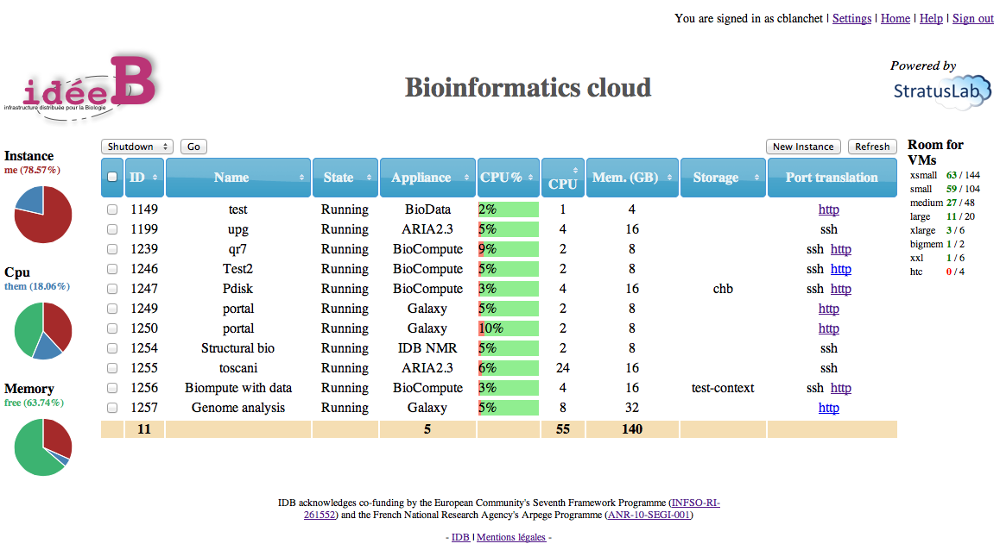 You are signed in as cblanchet | Settings | Home | Help | Sign out
idéeB
infrastructure distribuée pour la Biologie
Bioinformatics cloud
Powered by
StratusLab
Instance
me (78.57%)
Cpu
them (18.06%)
Memory
free (63.74%)
Shutdown Go New Instance Refresh
ID Name State Appliance CPU% CPU Mem. (GB) Storage Port translation
1149 test Running BioData 2% 1 4 http
1199 upg Running ARIA2.3 5% 4 16 ssh
1239 qr7 Running BioCompute 9% 2 8 ssh http
1246 Test2 Running BioCompute 5% 2 8 ssh http
1247 Pdisk Running BioCompute 3% 4 16 chb ssh http
1249 portal Running Galaxy 5% 2 8 http
1250 portal Running Galaxy 10% 2 8 http
1254 Structural bio Running IDB NMR 5% 2 8 ssh
1255 toscani Running ARIA2.3 6% 24 16 ssh
1256 Biompute with data Running BioCompute 3% 4 16 test-context ssh http
1257 Genome analysis Running Galaxy 5% 8 32 http
11 5 55 140
Room for
VMs
xsmall 63 / 144
small 59 / 104
medium 27 / 48
large 11 / 20
xlarge 3 / 6
bigmem 1 / 2
xxl 1 / 6
htc 0 / 4
IDB acknowledges co-funding by the European Community's Seventh Framework Programme (INFSO-RI-
261552) and the French National Research Agency's Arpege Programme (ANR-10-SEGI-001)
- IDB | Mentions légales -